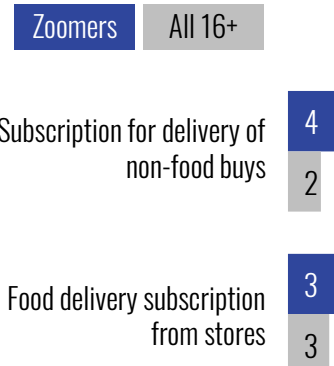 Zoomers All 16+
Subscription for delivery of
non-food buys
4
2
Food delivery subscription
from stores
3
3